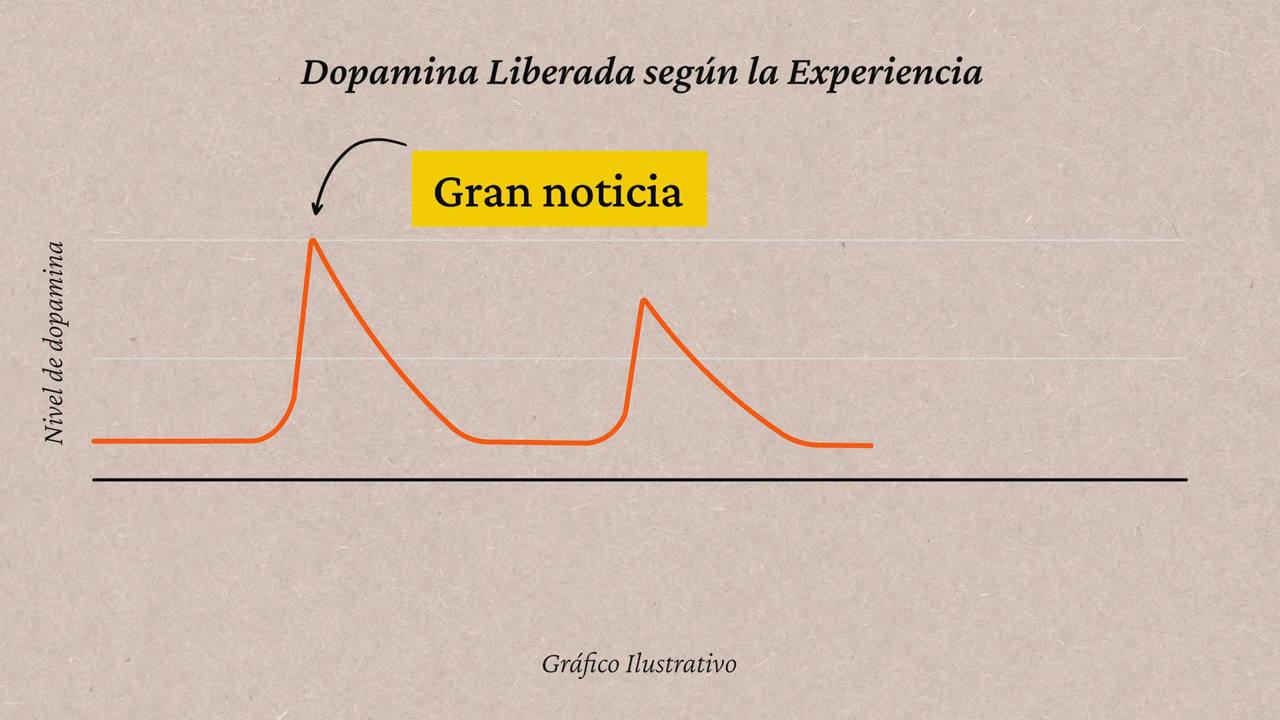 Dopamina Liberada según la Experiencia
Gran noticia
Nivel de dopamina
Gráfico Ilustrativo